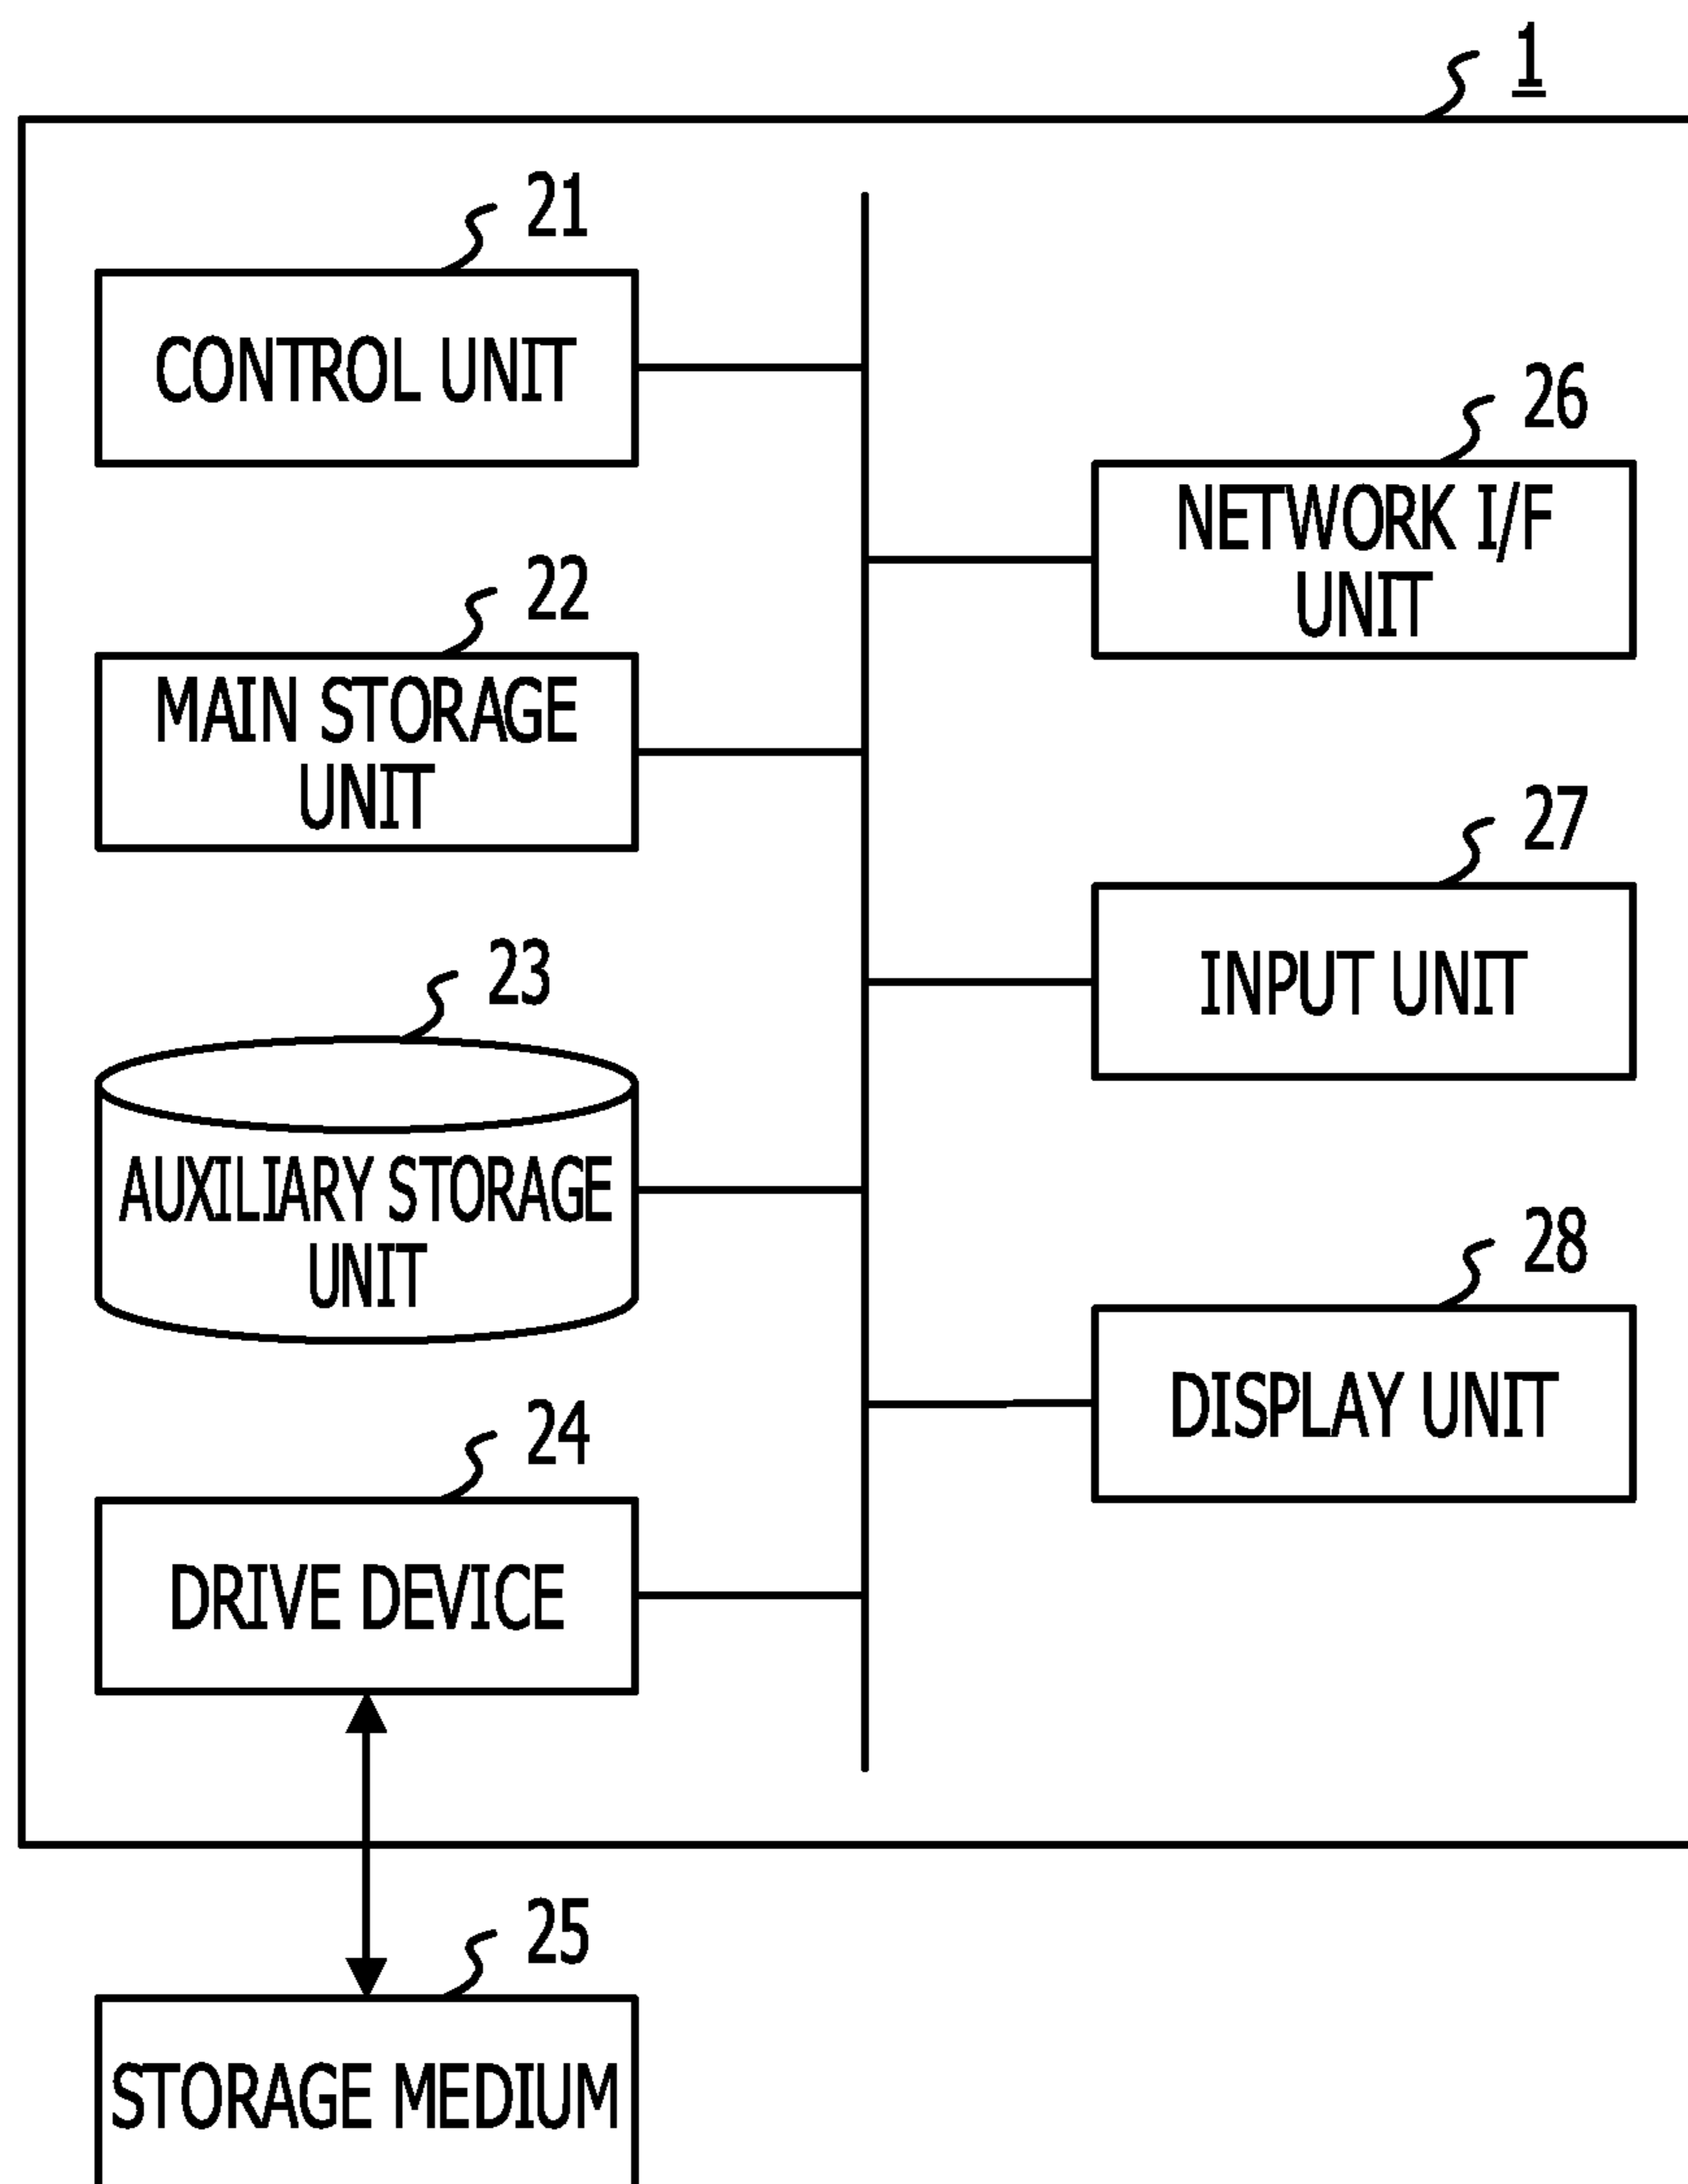 1
21
CONTROL UNIT
22
MAIN STORAGE
UNIT
23
AUXILIARY STORAGE
UNIT
24
DRIVE DEVICE
25
STORAGE MEDIUM
26
NETWORK I/F
UNIT
27
INPUT UNIT
28
DISPLAY UNIT